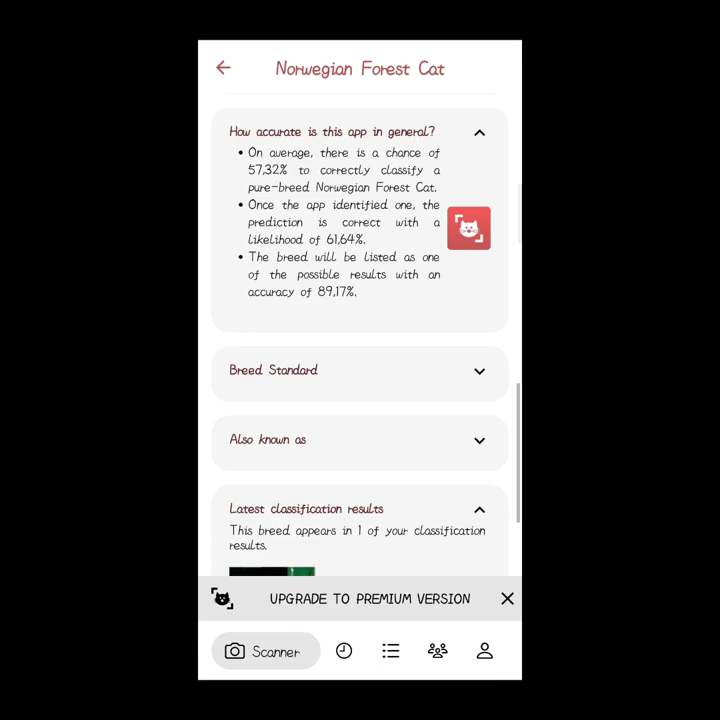 Norwegian Forest Cat
How accurate is this app in general?
• On average, there is a chance of
57,32% to correctly classify a
pure-breed Norwegian Forest Cat.
• Once the app identified one, the
prediction is correct with a
likelihood of 61,64%.
• The breed will be listed as one
of the possible results with an
accuracy of 89,17%.
Breed Standard
Also known as
Latest classification results
This breed appears in 1 of your classification
results.
UPGRADE TO PREMIUM VERSION
Scanner